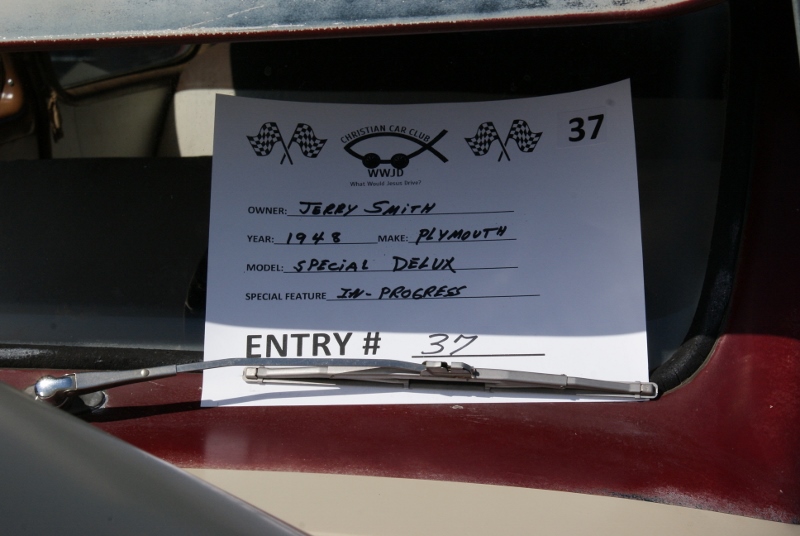 CHRISTIAN CAR CLUB
37
WWJD
What Would Jesus Drive?
OWNER: JERRY SMITH
YEAR: 1948 MAKE: PLYMOUTH
MODEL: SPECIAL DELUX
SPECIAL FEATURE IN-PROGRESS
ENTRY # 37